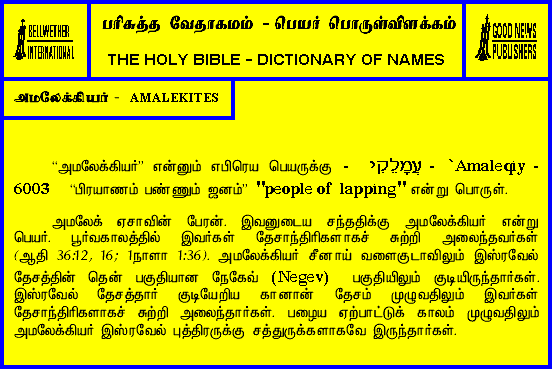 BELLWETHER
INTERNATIONAL
பரிசுத்த வேதாகமம் - பெயர் பொருள்விளக்கம்
THE HOLY BIBLE - DICTIONARY OF NAMES
GOOD NEWS
PUBLISHERS
அமலேக்கியர் - AMALEKITES
“அமலேக்கியர்” என்னும் எபிரெய பெயருக்கு - עֲמָלֵקִי - `Amaleqiy -
6003 “பிரயாணம் பண்ணும் ஜனம்” "people of lapping" என்று பொருள்.
அமலேக் ஏசாவின் பேரன். இவனுடைய சந்ததிக்கு அமலேக்கியர் என்று
பெயர். பூர்வகாலத்தில் இவர்கள் தேசாந்திரிகளாகச் சுற்றி அலைந்தவர்கள்
(ஆதி 36:12, 16; 1நாளா 1:36). அமலேக்கியர் சீனாய் வளைகுடாவிலும் இஸ்ரவேல்
தேசத்தின் தென் பகுதியான நேகேவ் (Negev) பகுதியிலும் குடியிருந்தார்கள்.
இஸ்ரவேல் தேசத்தார் குடியேறிய கானான் தேசம் முழுவதிலும் இவர்கள்
தேசாந்திரிகளாகச் சுற்றி அலைந்தார்கள். பழைய ஏற்பாட்டுக் காலம் முழுவதிலும்
அமலேக்கியர் இஸ்ரவேல் புத்திரருக்கு சத்துருக்களாகவே இருந்தார்கள்.